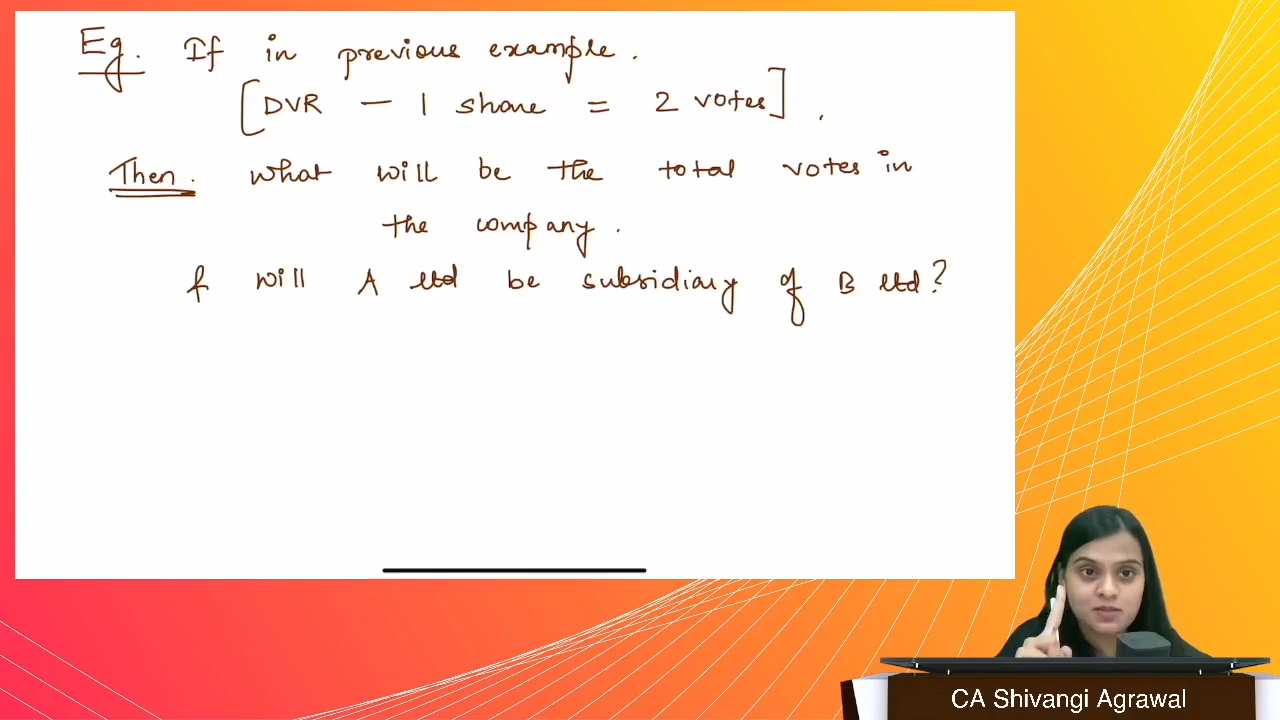 Eg. If in previous example.
[DVR — 1 share = 2 votes].
Then. what will be the total votes in
the company.
f will A ltd be subsidiary of B ltd?
CA Shivangi Agrawal